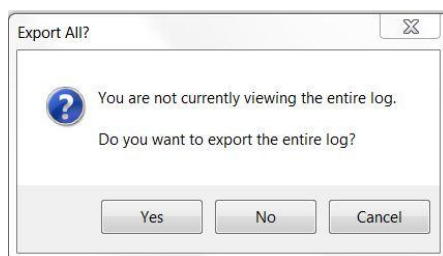 Export All?
You are not currently viewing the entire log.
Do you want to export the entire log?
Yes No Cancel